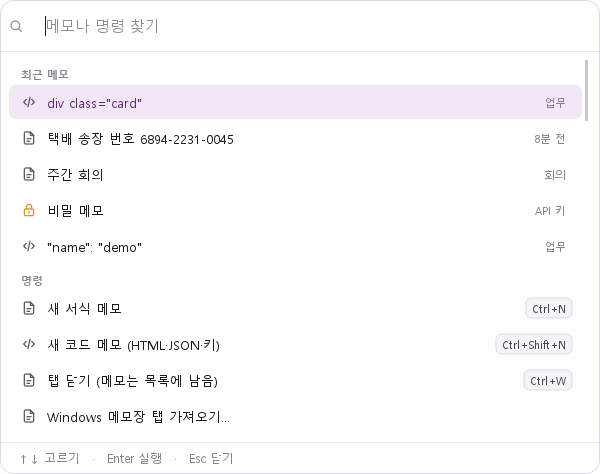 메모나 명령 찾기
최근 메모
div class="card" 업무
택배 송장 번호 6894-2231-0045 8분 전
주간 회의 회의
비밀 메모 API 키
"name": "demo" 업무
명령
새 서식 메모 Ctrl+N
새 코드 메모 (HTML·JSON·키) Ctrl+Shift+N
탭 닫기 (메모는 목록에 남음) Ctrl+W
Windows 메모장 탭 가져오기...
↑↓ 고르기 · Enter 실행 · Esc 닫기